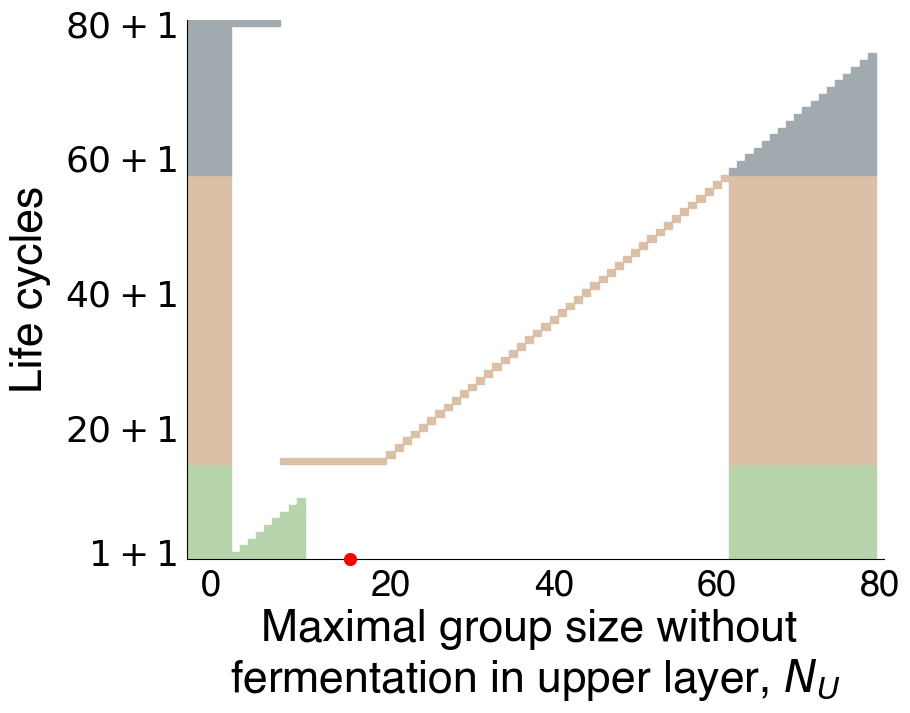 80 + 1
60 + 1
40 + 1
20 + 1
1 + 1
Life cycles
0 20 40 60 80
Maximal group size without
fermentation in upper layer, N_U